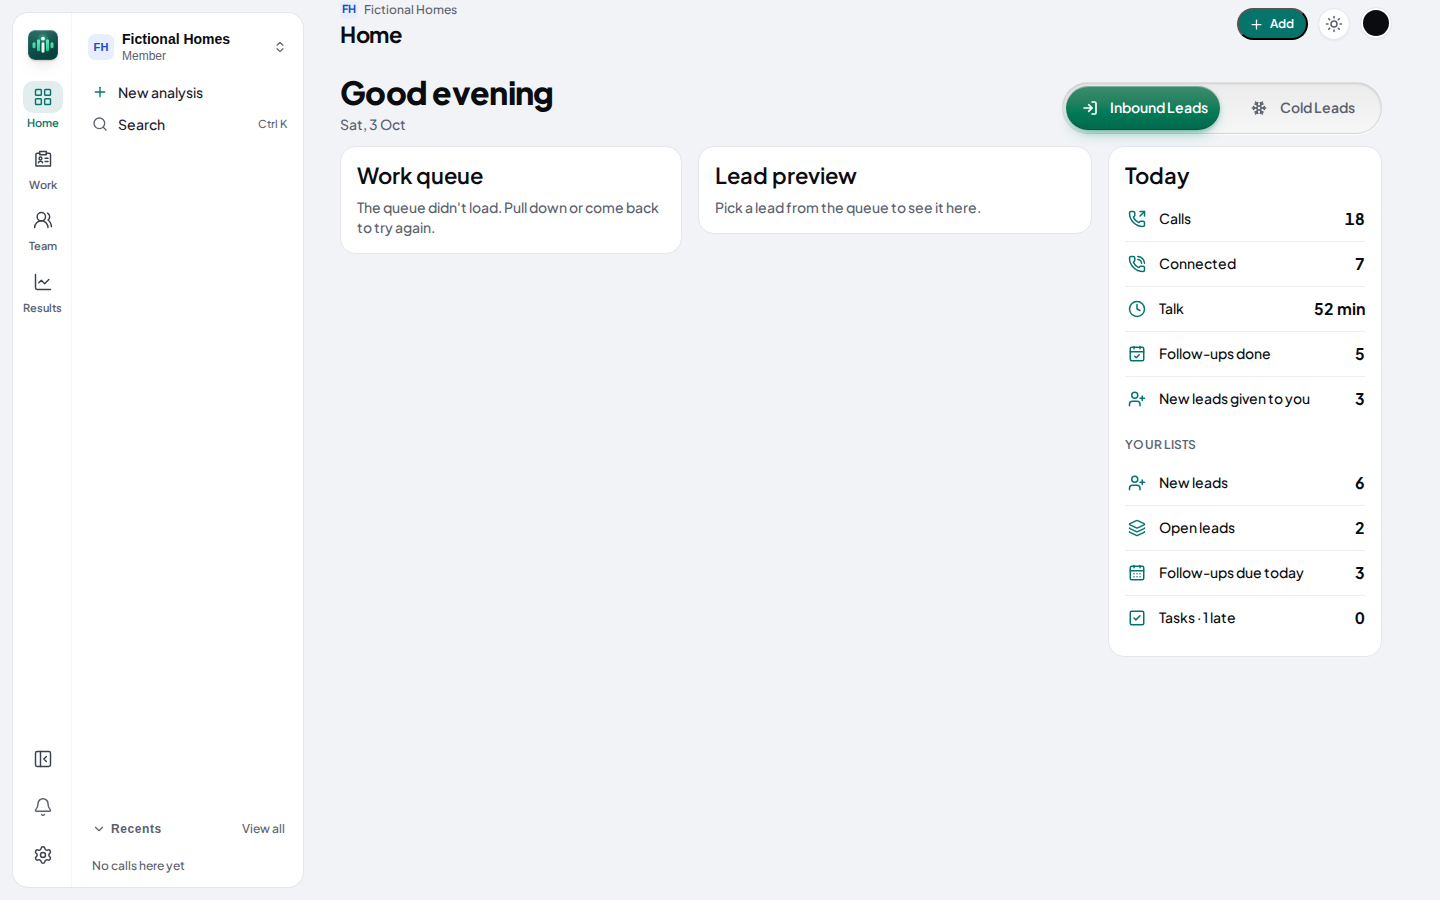 Fictional Homes
Member
New analysis
Search
Ctrl K
Home
Work
Team
Results
Recents
View all
No calls here yet
FH
FH Fictional Homes
Home
Add
Good evening
Sat, 3 Oct
Inbound Leads
Cold Leads
Work queue
The queue didn't load. Pull down or come back
to try again.
Lead preview
Pick a lead from the queue to see it here.
Today
Calls 18
Connected 7
Talk 52 min
Follow-ups done 5
New leads given to you 3
YOUR LISTS
New leads 6
Open leads 2
Follow-ups due today 3
Tasks · 1 late 0